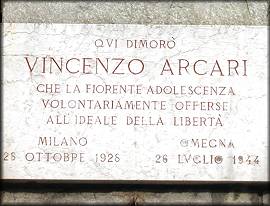 QVI DIMORÒ
VINCENZO ARCARI
CHE LA FIORENTE ADOLESCENZA
VOLONTARIAMENTE OFFERSE
ALL'IDEALE DELLA LIBERTÀ
MILANO OMEGNA
25 OTTOBRE 1926 26 LVGLIO 1944